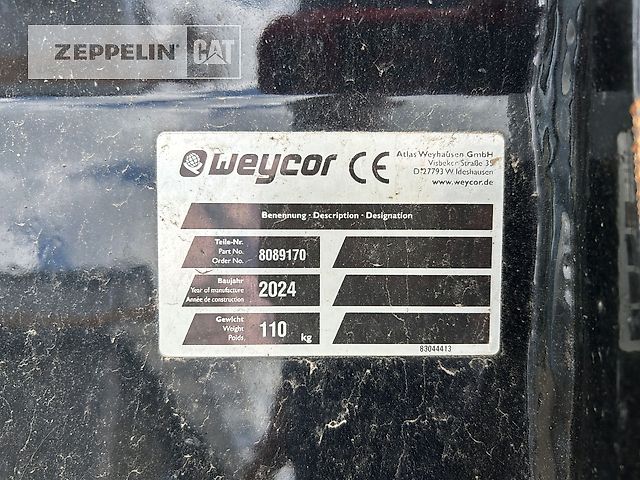 ZEPPELIN CAT
weycor CE
Atlas Weyhausen GmbH
Visbeker Straße 35
D-27793 Wildeshausen
www.weycor.de
Benennung - Description - Designation
Teile-Nr.
Part No.
Order No.
8089170
Baujahr
Year of manufacture
Année de construction
2024
Gewicht
Weight
Poids.
110 kg
83044413